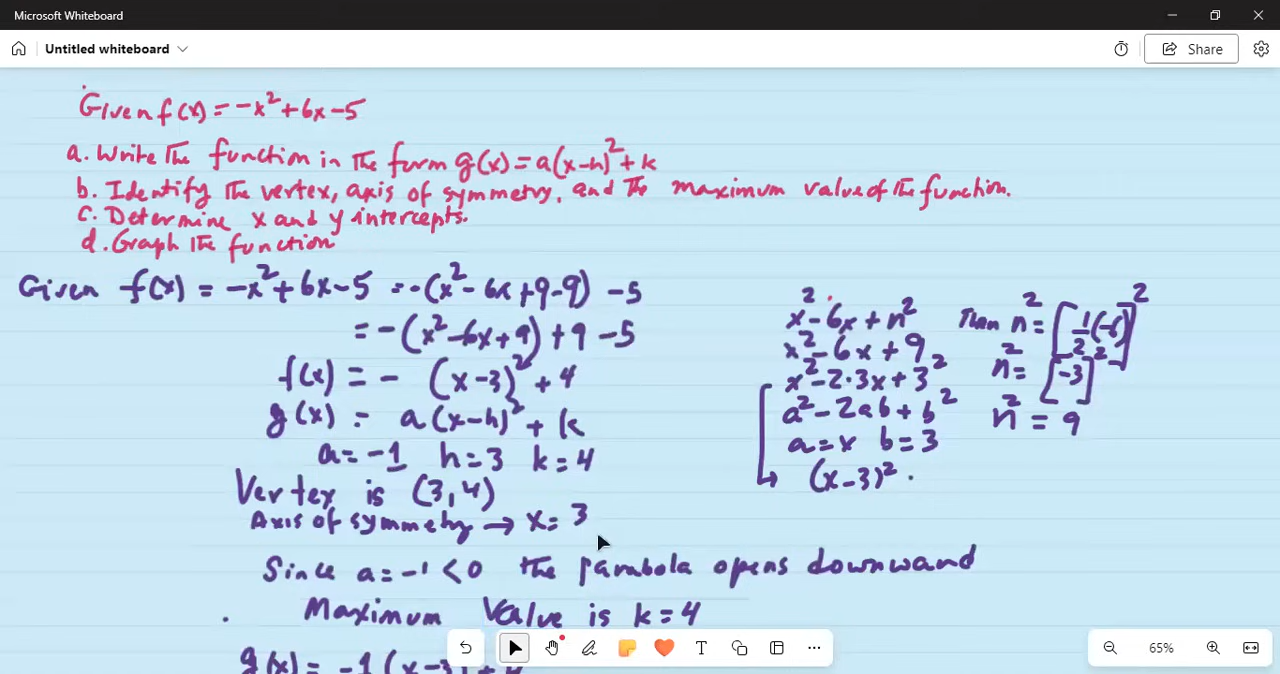 Microsoft Whiteboard
Untitled whiteboard
Share
Given f(x) = -x² + 6x - 5
a. Write the function in the form g(x) = a(x-h)² + k
b. Identify the vertex, axis of symmetry, and the maximum value of the function.
c. Determine x and y intercepts.
d. Graph the function
Given f(x) = -x² + 6x - 5 = -(x² - 6x + 9 - 9) - 5
= -(x² - 6x + 9) + 9 - 5
f(x) = - (x-3)² + 4
g(x) = a(x-h)² + k
a = -1 h = 3 k = 4
Vertex is (3,4)
Axis of symmetry → x = 3
Since a = -1 < 0 the parabola opens downward
Maximum Value is k = 4
x² - 6x + n² Then n² = [1/2(-6)]²
x² - 6x + 9 n² = [-3]²
x² - 2·3x + 3²
a² - 2ab + b² n² = 9
a = x b = 3
(x-3)²
65%